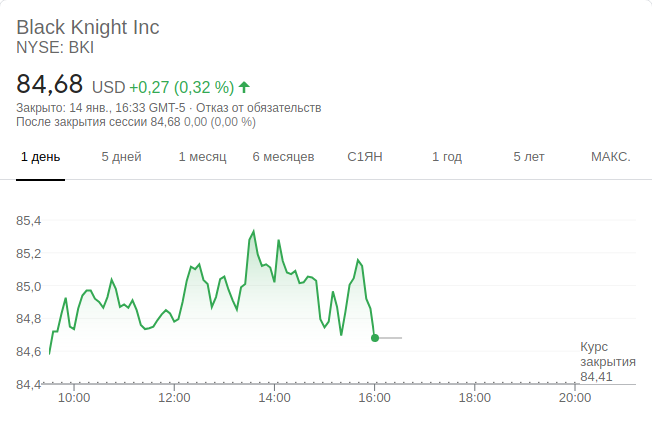 Black Knight Inc
NYSE: BKI
84,68 USD +0,27 (0,32 %)
Закрыто: 14 янв., 16:33 GMT-5 · Отказ от обязательств
После закрытия сессии 84,68 0,00 (0,00 %)
1 день 5 дней 1 месяц 6 месяцев С1ЯН 1 год 5 лет МАКС.
85,4
85,2
85,0
84,8
84,6
84,4
Курс
закрытия
84,41
10:00 12:00 14:00 16:00 18:00 20:00